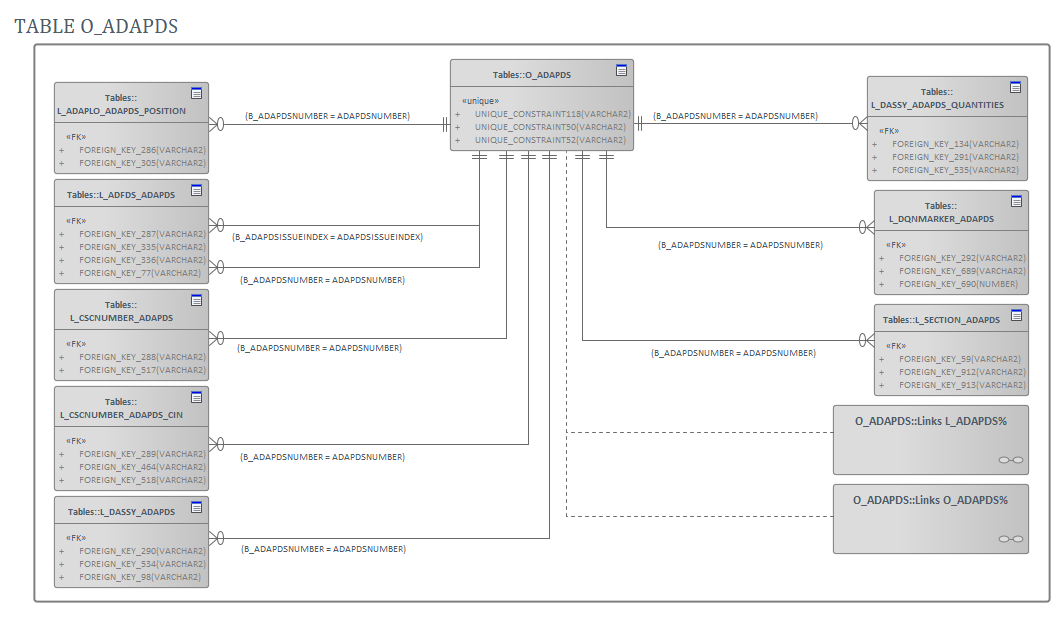 TABLE O_ADAPDS
Tables::O_ADAPDS
«unique»
+ UNIQUE_CONSTRAINT118(VARCHAR2)
+ UNIQUE_CONSTRAINT50(VARCHAR2)
+ UNIQUE_CONSTRAINT52(VARCHAR2)
Tables::
L_ADAPLO_ADAPDS_POSITION
«FK»
+ FOREIGN_KEY_286(VARCHAR2)
+ FOREIGN_KEY_305(VARCHAR2)
(B_ADAPDSNUMBER = ADAPDSNUMBER)
Tables::L_ADFDS_ADAPDS
«FK»
+ FOREIGN_KEY_287(VARCHAR2)
+ FOREIGN_KEY_335(VARCHAR2)
+ FOREIGN_KEY_336(VARCHAR2)
+ FOREIGN_KEY_77(VARCHAR2)
(B_ADAPDSISSUEINDEX = ADAPDSISSUEINDEX)
(B_ADAPDSNUMBER = ADAPDSNUMBER)
Tables::
L_CSCNUMBER_ADAPDS
«FK»
+ FOREIGN_KEY_288(VARCHAR2)
+ FOREIGN_KEY_517(VARCHAR2)
(B_ADAPDSNUMBER = ADAPDSNUMBER)
Tables::
L_CSCNUMBER_ADAPDS_CIN
«FK»
+ FOREIGN_KEY_289(VARCHAR2)
+ FOREIGN_KEY_464(VARCHAR2)
+ FOREIGN_KEY_518(VARCHAR2)
(B_ADAPDSNUMBER = ADAPDSNUMBER)
Tables::L_DASSY_ADAPDS
«FK»
+ FOREIGN_KEY_290(VARCHAR2)
+ FOREIGN_KEY_534(VARCHAR2)
+ FOREIGN_KEY_98(VARCHAR2)
(B_ADAPDSNUMBER = ADAPDSNUMBER)
(B_ADAPDSNUMBER = ADAPDSNUMBER)
Tables::
L_DASSY_ADAPDS_QUANTITIES
«FK»
+ FOREIGN_KEY_134(VARCHAR2)
+ FOREIGN_KEY_291(VARCHAR2)
+ FOREIGN_KEY_535(VARCHAR2)
(B_ADAPDSNUMBER = ADAPDSNUMBER)
Tables::
L_DQNMARKER_ADAPDS
«FK»
+ FOREIGN_KEY_292(VARCHAR2)
+ FOREIGN_KEY_689(VARCHAR2)
+ FOREIGN_KEY_690(NUMBER)
(B_ADAPDSNUMBER = ADAPDSNUMBER)
Tables::L_SECTION_ADAPDS
«FK»
+ FOREIGN_KEY_59(VARCHAR2)
+ FOREIGN_KEY_912(VARCHAR2)
+ FOREIGN_KEY_913(VARCHAR2)
O_ADAPDS::Links L_ADAPDS%
O_ADAPDS::Links O_ADAPDS%